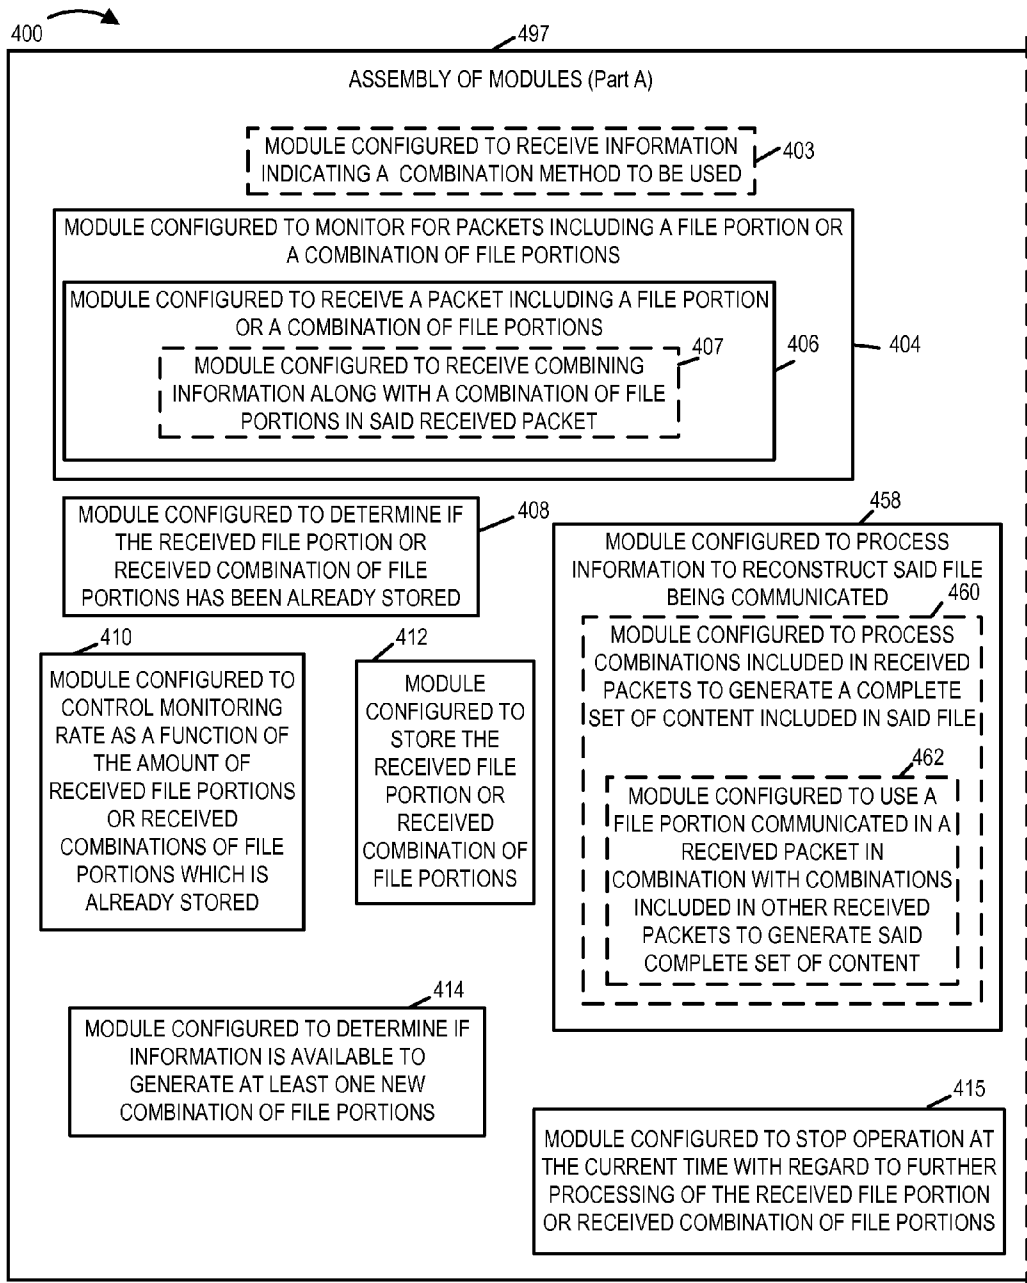 400
497
ASSEMBLY OF MODULES (Part A)
MODULE CONFIGURED TO RECEIVE INFORMATION
INDICATING A COMBINATION METHOD TO BE USED
403
MODULE CONFIGURED TO MONITOR FOR PACKETS INCLUDING A FILE PORTION OR
A COMBINATION OF FILE PORTIONS
404
MODULE CONFIGURED TO RECEIVE A PACKET INCLUDING A FILE PORTION
OR A COMBINATION OF FILE PORTIONS
406
407
MODULE CONFIGURED TO RECEIVE COMBINING
INFORMATION ALONG WITH A COMBINATION OF FILE
PORTIONS IN SAID RECEIVED PACKET
408
MODULE CONFIGURED TO DETERMINE IF
THE RECEIVED FILE PORTION OR
RECEIVED COMBINATION OF FILE
PORTIONS HAS BEEN ALREADY STORED
458
MODULE CONFIGURED TO PROCESS
INFORMATION TO RECONSTRUCT SAID FILE
BEING COMMUNICATED
460
MODULE CONFIGURED TO PROCESS
COMBINATIONS INCLUDED IN RECEIVED
PACKETS TO GENERATE A COMPLETE
SET OF CONTENT INCLUDED IN SAID FILE
462
MODULE CONFIGURED TO USE A
FILE PORTION COMMUNICATED IN A
RECEIVED PACKET IN
COMBINATION WITH COMBINATIONS
INCLUDED IN OTHER RECEIVED
PACKETS TO GENERATE SAID
COMPLETE SET OF CONTENT
410
MODULE CONFIGURED TO
CONTROL MONITORING
RATE AS A FUNCTION OF
THE AMOUNT OF
RECEIVED FILE PORTIONS
OR RECEIVED
COMBINATIONS OF FILE
PORTIONS WHICH IS
ALREADY STORED
412
MODULE
CONFIGURED TO
STORE THE
RECEIVED FILE
PORTION OR
RECEIVED
COMBINATION OF
FILE PORTIONS
414
MODULE CONFIGURED TO DETERMINE IF
INFORMATION IS AVAILABLE TO
GENERATE AT LEAST ONE NEW
COMBINATION OF FILE PORTIONS
415
MODULE CONFIGURED TO STOP OPERATION AT
THE CURRENT TIME WITH REGARD TO FURTHER
PROCESSING OF THE RECEIVED FILE PORTION
OR RECEIVED COMBINATION OF FILE PORTIONS